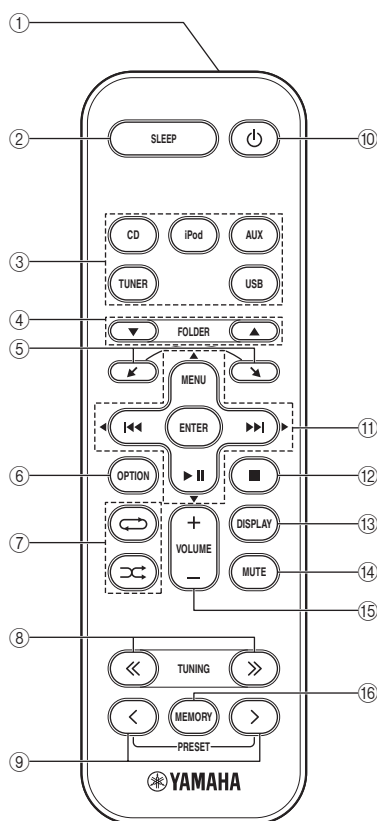 ①
② SLEEP ⑩
CD iPod AUX
③
TUNER USB
④ FOLDER
⑤
MENU
ENTER ⑪
⑥ OPTION ⑫
⑦ + DISPLAY ⑬
VOLUME
− MUTE ⑭
⑮
⑧
TUNING
⑯
MEMORY
⑨ PRESET
YAMAHA